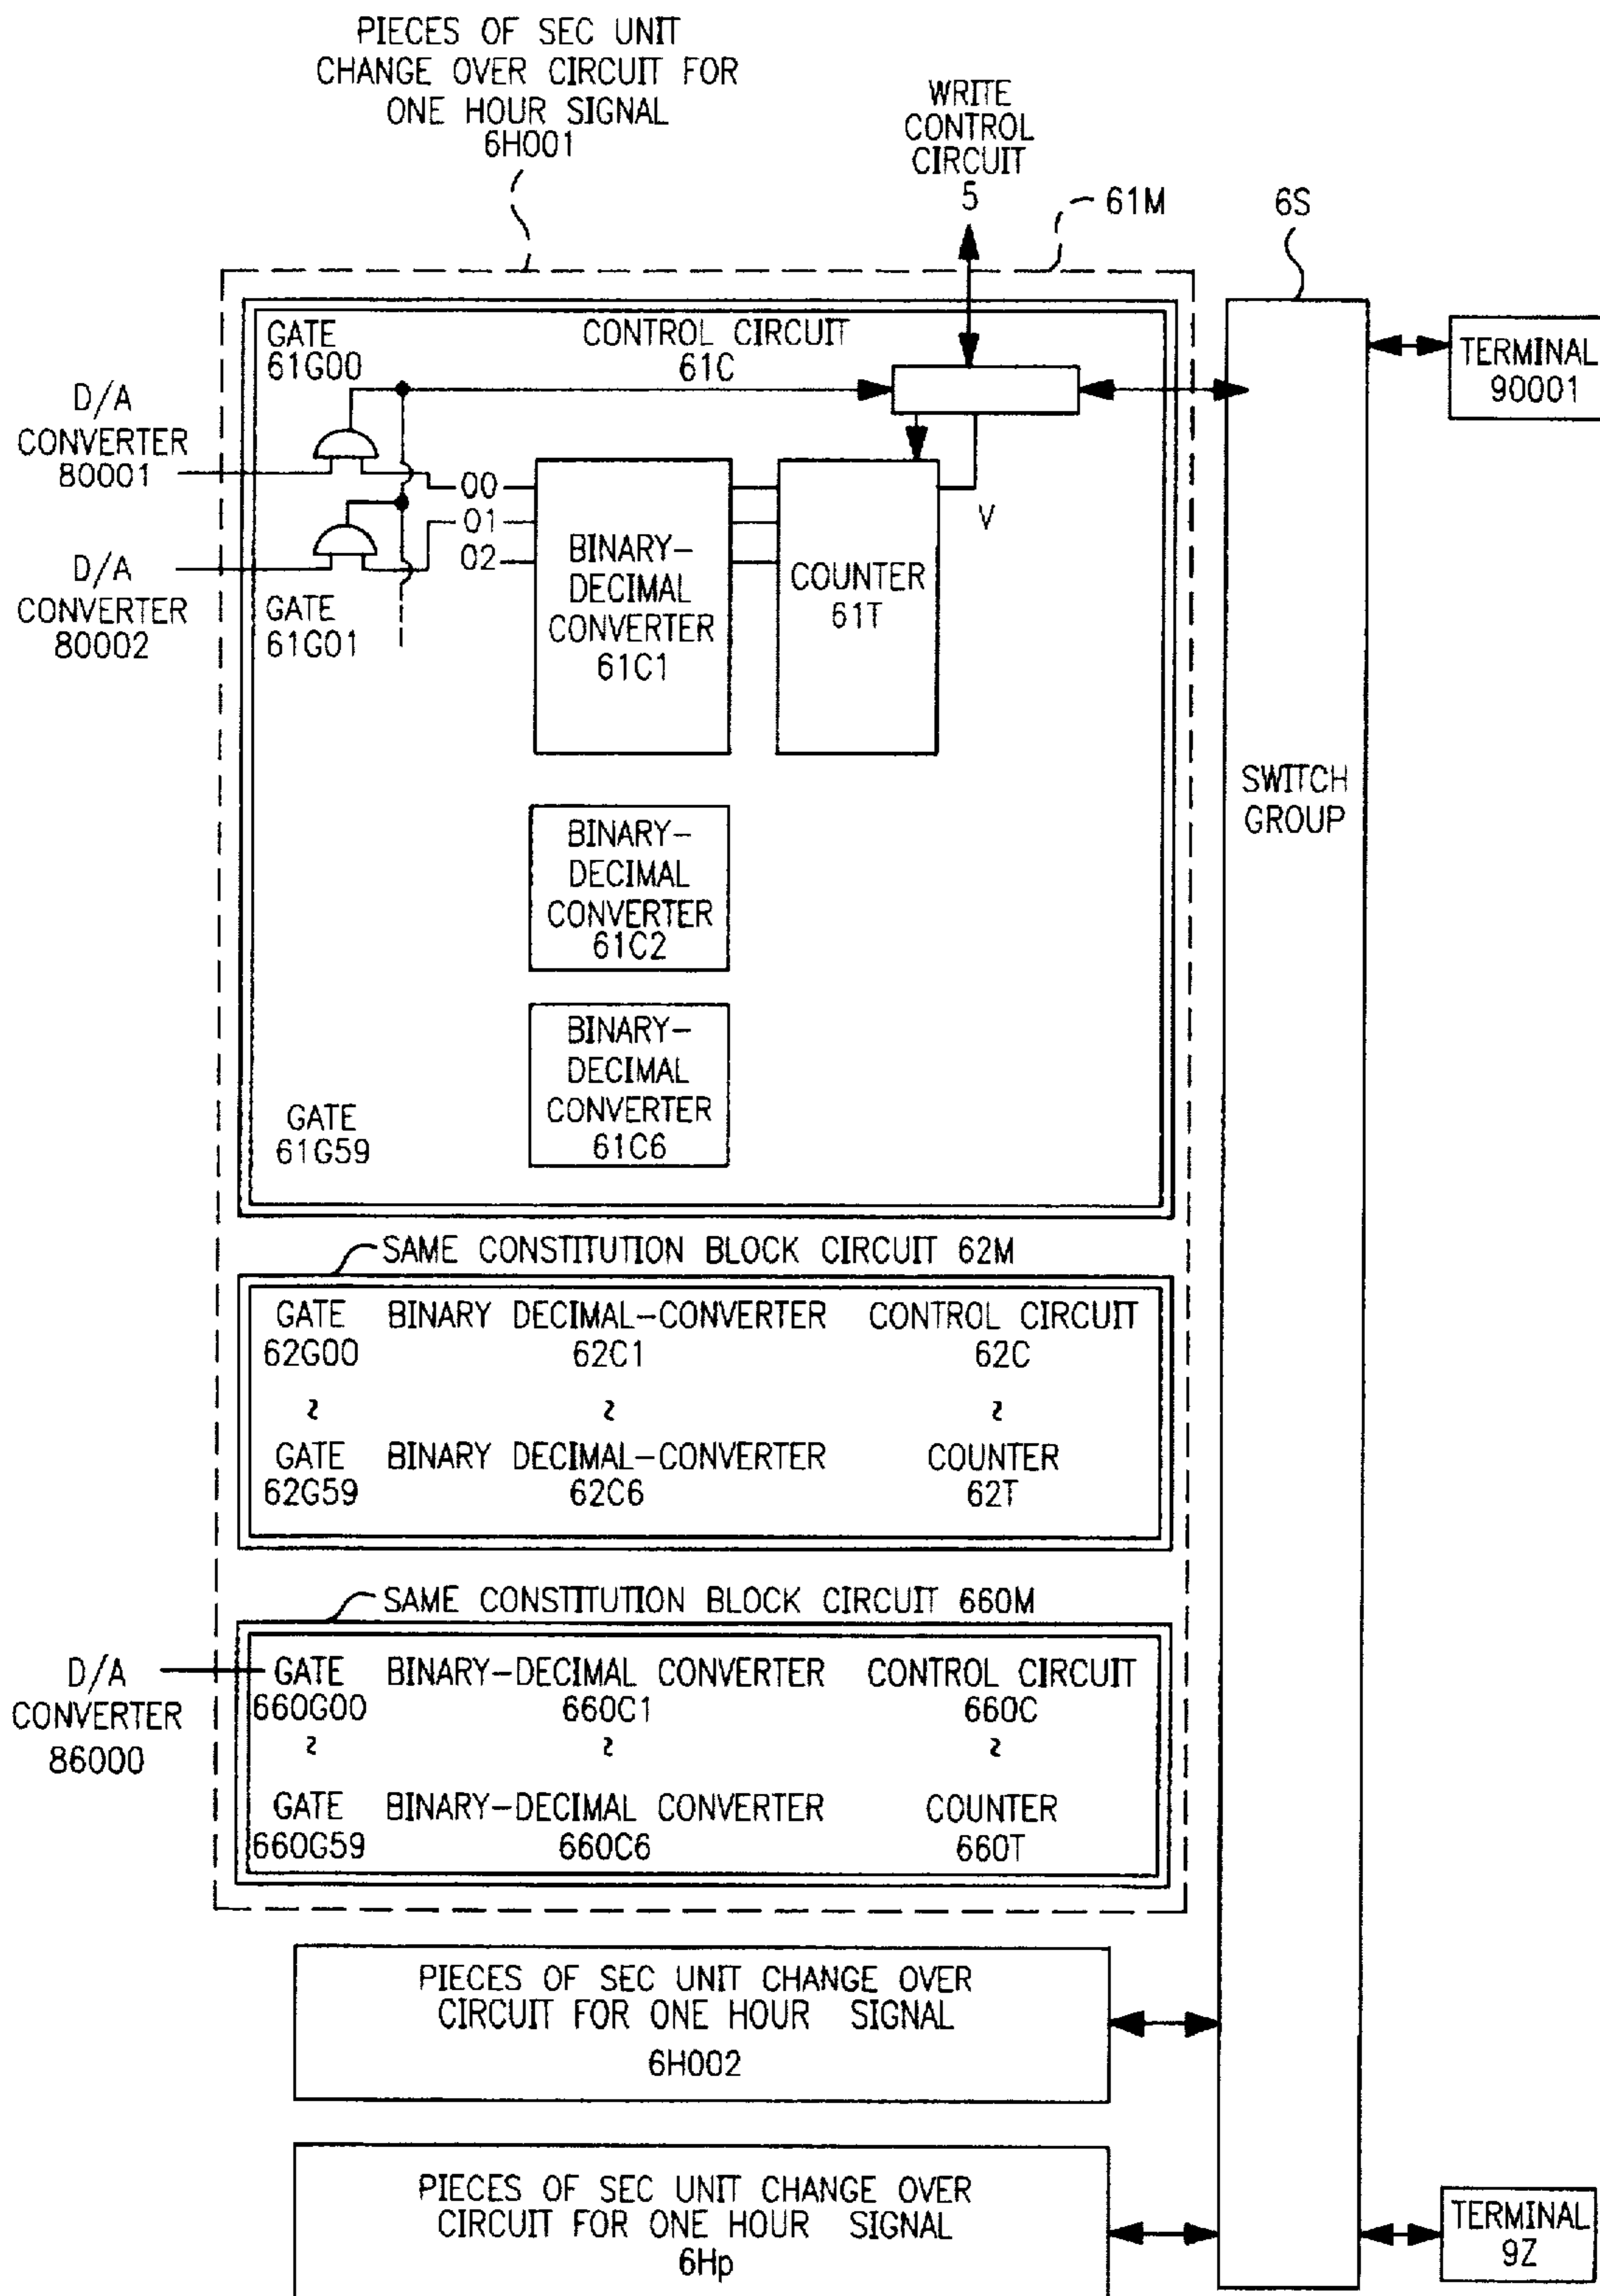 PIECES OF SEC UNIT
CHANGE OVER CIRCUIT FOR
ONE HOUR SIGNAL
6H001
WRITE
CONTROL
CIRCUIT
5
61M
6S
GATE
61G00
CONTROL CIRCUIT
61C
TERMINAL
90001
D/A
CONVERTER
80001
00
01
02
V
D/A
CONVERTER
80002
GATE
61G01
BINARY-
DECIMAL
CONVERTER
61C1
COUNTER
61T
SWITCH
GROUP
BINARY-
DECIMAL
CONVERTER
61C2
BINARY-
DECIMAL
CONVERTER
61C6
GATE
61G59
SAME CONSTITUTION BLOCK CIRCUIT 62M
GATE BINARY DECIMAL-CONVERTER CONTROL CIRCUIT
62G00 62C1 62C
~ ~ ~
GATE BINARY DECIMAL-CONVERTER COUNTER
62G59 62C6 62T
SAME CONSTITUTION BLOCK CIRCUIT 660M
D/A
CONVERTER
86000
GATE BINARY-DECIMAL CONVERTER CONTROL CIRCUIT
660G00 660C1 660C
~ ~ ~
GATE BINARY-DECIMAL CONVERTER COUNTER
660G59 660C6 660T
PIECES OF SEC UNIT CHANGE OVER
CIRCUIT FOR ONE HOUR SIGNAL
6H002
PIECES OF SEC UNIT CHANGE OVER
CIRCUIT FOR ONE HOUR SIGNAL
6Hp
TERMINAL
9Z